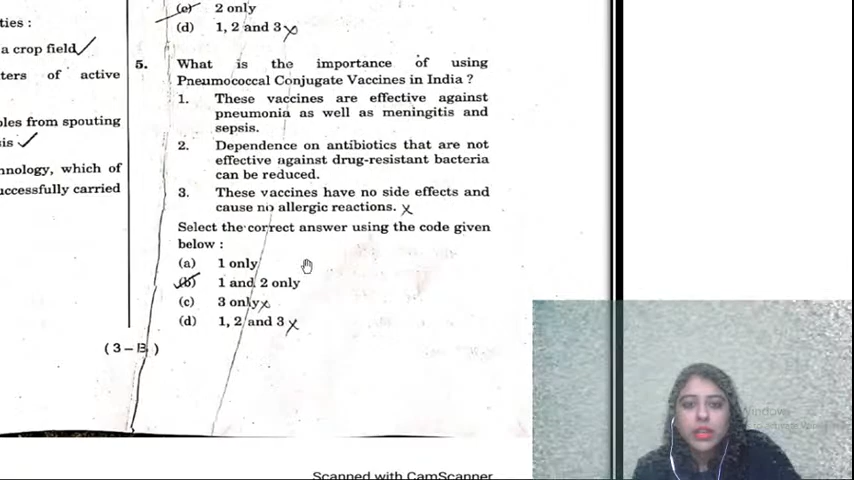 ties :
a crop field
ters of active
oles from spouting
is
nnology, which of
uccessfully carried
(c) 2 only
(d) 1, 2 and 3
5. What is the importance of using
Pneumococcal Conjugate Vaccines in India ?
1. These vaccines are effective against
pneumonia as well as meningitis and
sepsis.
2. Dependence on antibiotics that are not
effective against drug-resistant bacteria
can be reduced.
3. These vaccines have no side effects and
cause no allergic reactions.
Select the correct answer using the code given
below :
(a) 1 only
(b) 1 and 2 only
(c) 3 only
(d) 1, 2 and 3
( 3 – B )
Scanned with CamScanner
Windows